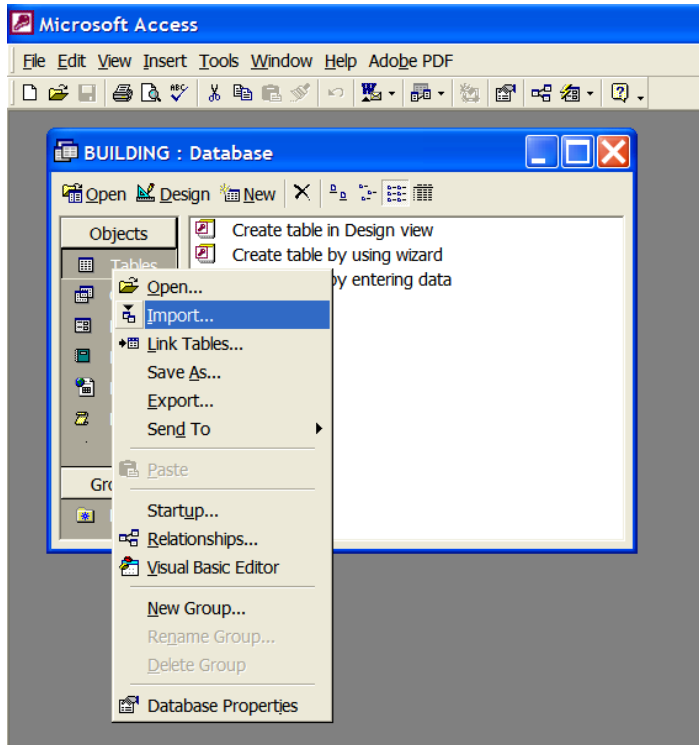 Microsoft Access
File Edit View Insert Tools Window Help Adobe PDF
BUILDING : Database
Open Design New
Objects
Create table in Design view
Tables
Create table by using wizard
by entering data
Open...
Import...
Link Tables...
Save As...
Export...
Send To
Paste
Startup...
Relationships...
Visual Basic Editor
New Group...
Rename Group...
Delete Group
Database Properties